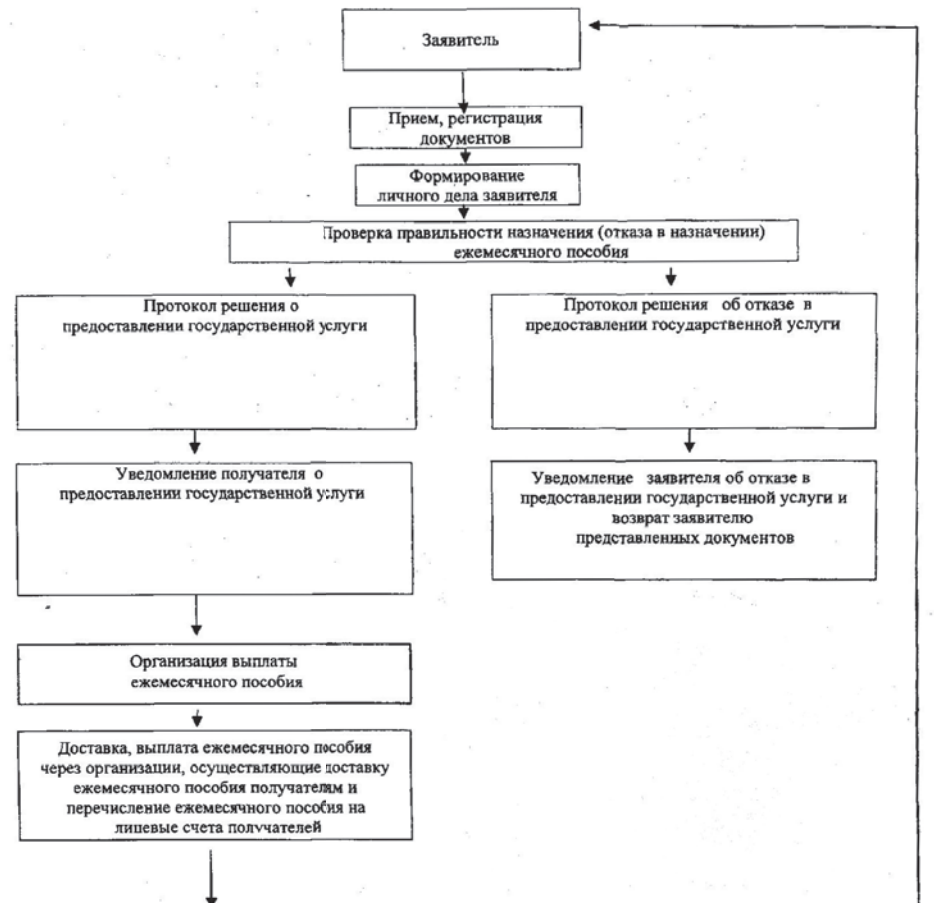 Заявитель
Прием, регистрация
документов
Формирование
личного дела заявителя
Проверка правильности назначения (отказа в назначении)
ежемесячного пособия
Протокол решения о
предоставлении государственной услуги
Протокол решения об отказе в
предоставлении государственной услуги
Уведомление получателя о
предоставлении государственной услуги
Уведомление заявителя об отказе в
предоставлении государственной услуги и
возврат заявителю
представленных документов
Организация выплаты
ежемесячного пособия
Доставка, выплата ежемесячного пособия
через организации, осуществляющие доставку
ежемесячного пособия получателям и
перечисление ежемесячного пособия на
лицевые счета получателей